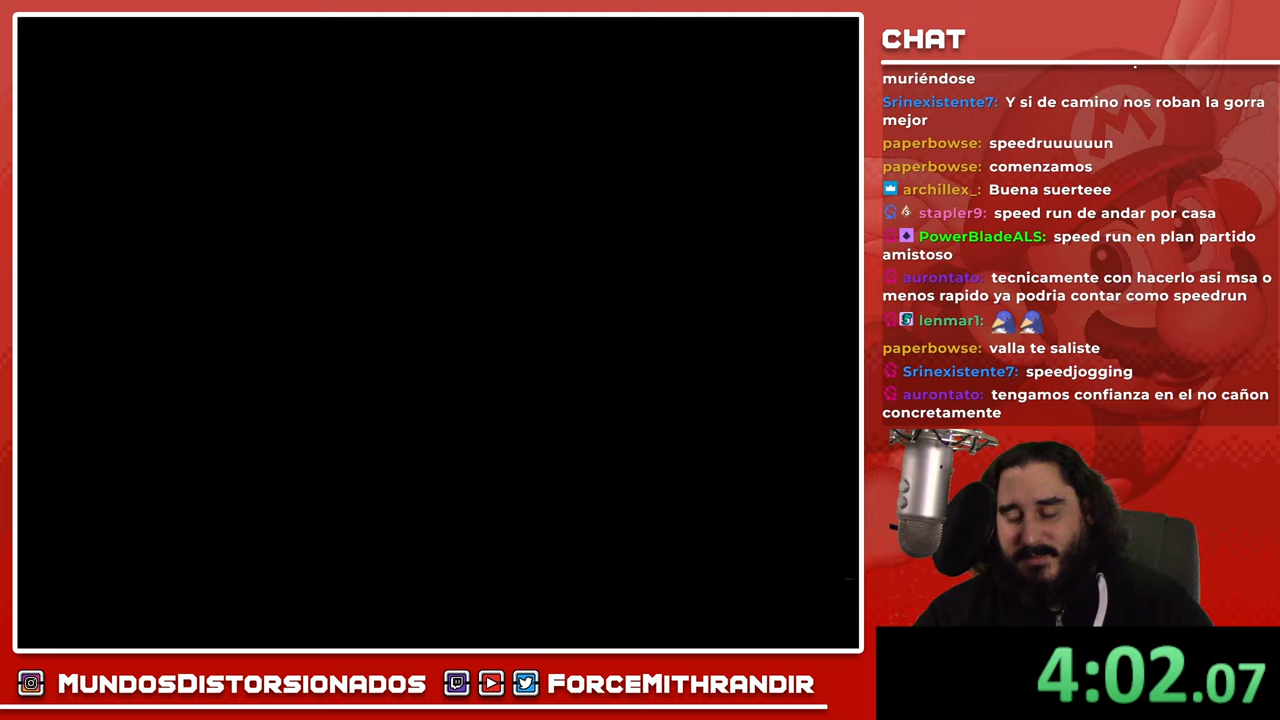 CHAT
muriéndose
Srinexistente7: Y si de camino nos roban la gorra
mejor
paperbowse: speedruuuuuun
paperbowse: comenzamos
archillex_: Buena suerteee
stapler9: speed run de andar por casa
PowerBladeALS: speed run en plan partido
amistoso
aurontato: tecnicamente con hacerlo asi msa o
menos rapido ya podria contar como speedrun
lenmar1:
paperbowse: valla te saliste
Srinexistente7: speedjogging
aurontato: tengamos confianza en el no cañon
concretamente
4:02.07
MUNDOSDISTORSIONADOS FORCEMITHRANDIR